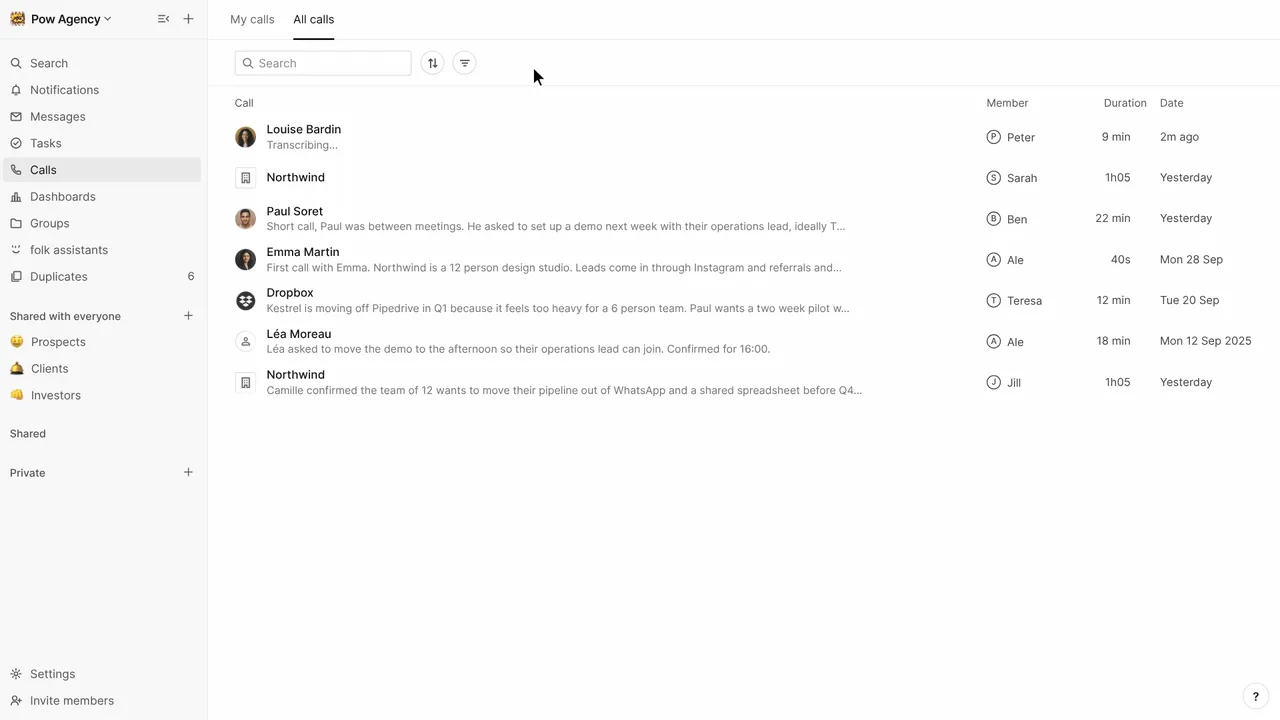 Pow Agency
My calls
All calls
Search
Search
Notifications
Messages
Tasks
Calls
Dashboards
Groups
folk assistants
Duplicates 6
Shared with everyone
Prospects
Clients
Investors
Shared
Private
Settings
Invite members
Call Member Duration Date
Louise Bardin
Transcribing...
P Peter 9 min 2m ago
Northwind
S Sarah 1h05 Yesterday
Paul Soret
Short call, Paul was between meetings. He asked to set up a demo next week with their operations lead, ideally T...
B Ben 22 min Yesterday
Emma Martin
First call with Emma. Northwind is a 12 person design studio. Leads come in through Instagram and referrals and...
A Ale 40s Mon 28 Sep
Dropbox
Kestrel is moving off Pipedrive in Q1 because it feels too heavy for a 6 person team. Paul wants a two week pilot w...
T Teresa 12 min Tue 20 Sep
Léa Moreau
Léa asked to move the demo to the afternoon so their operations lead can join. Confirmed for 16:00.
A Ale 18 min Mon 12 Sep 2025
Northwind
Camille confirmed the team of 12 wants to move their pipeline out of WhatsApp and a shared spreadsheet before Q4...
J Jill 1h05 Yesterday
?